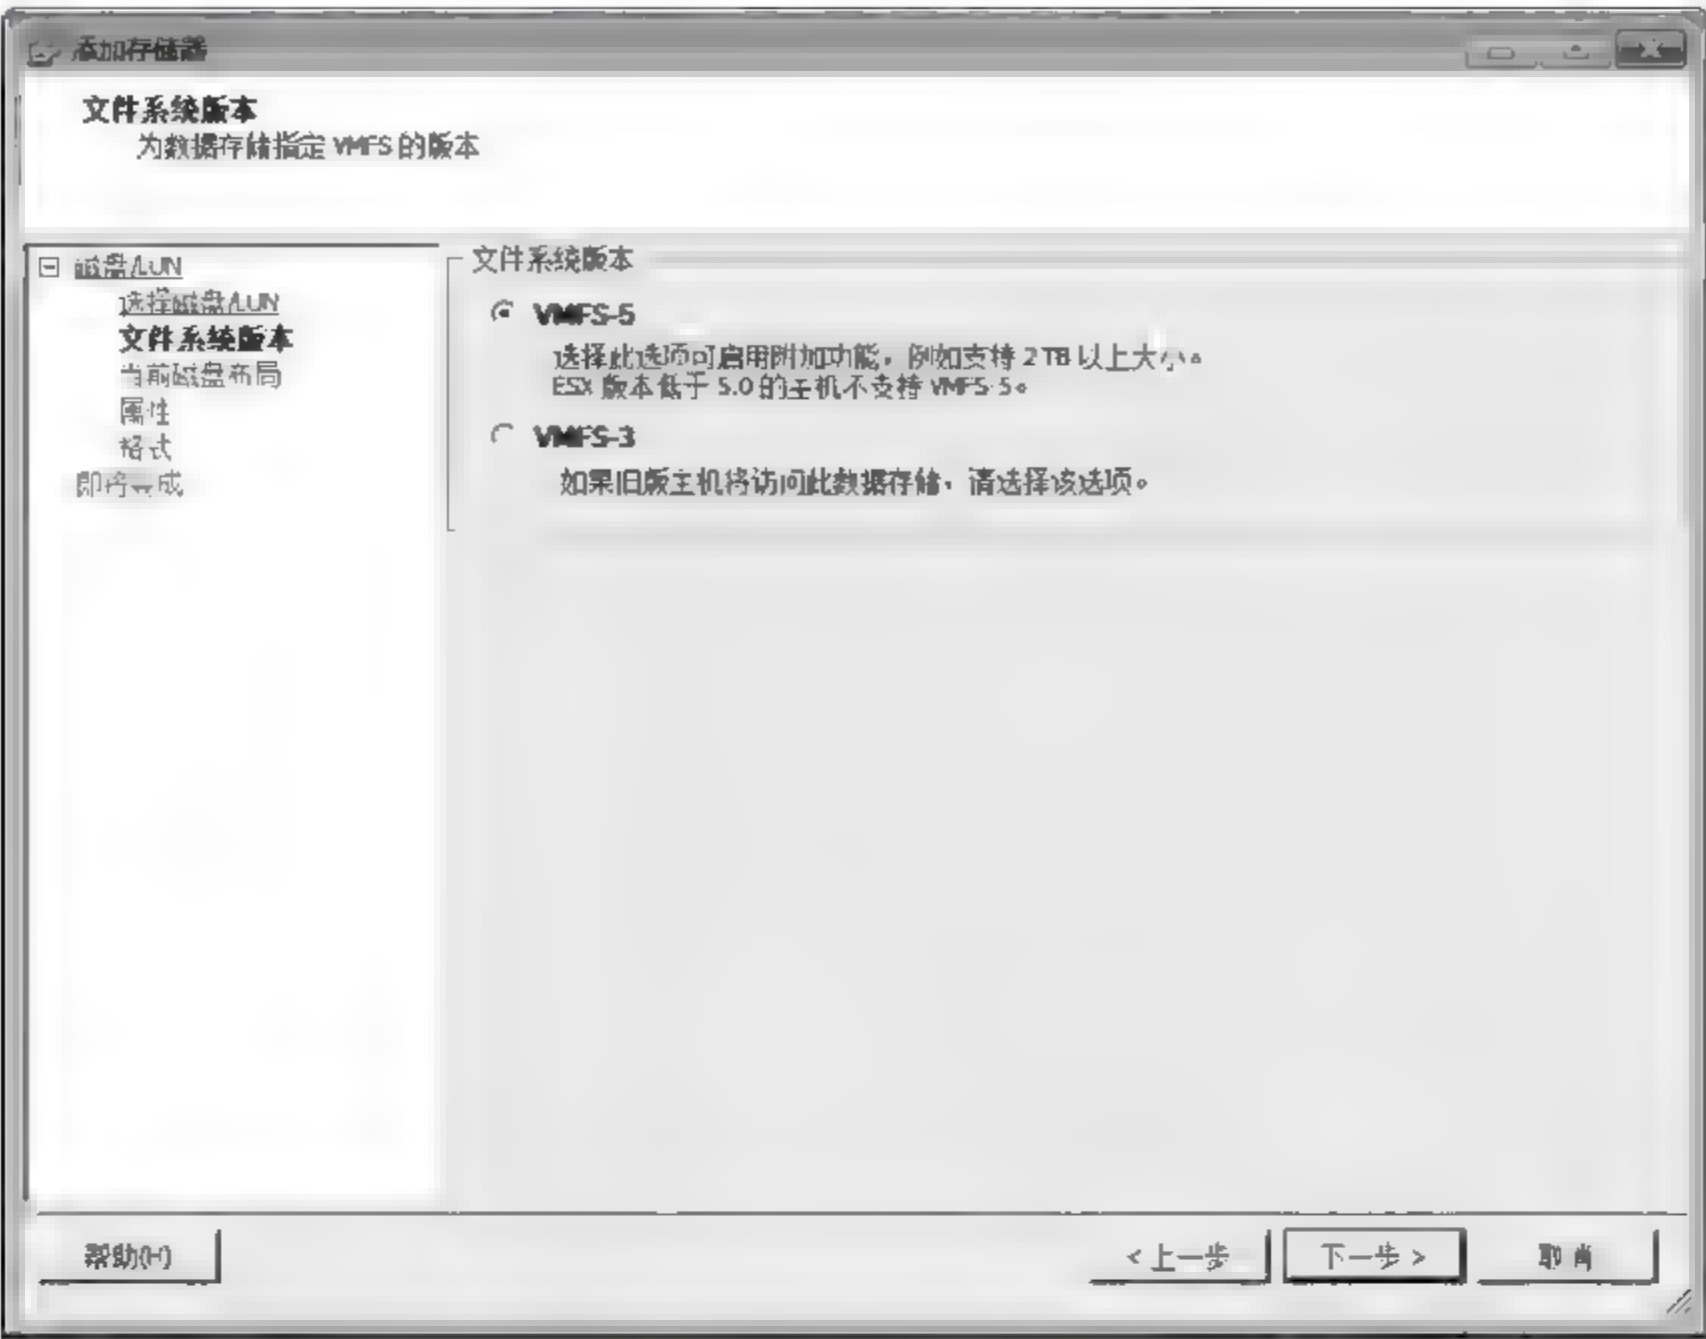 添加存储器
文件系统版本
为数据存储指定 VMFS 的版本
磁盘/LUN
选择磁盘/LUN
文件系统版本
当前磁盘布局
属性
格式
即将完成
文件系统版本
VMFS-5
选择此选项可启用附加功能，例如支持 2TB 以上大小。
ESX 版本低于 5.0 的主机不支持 VMFS-5。
VMFS-3
如果旧版主机将访问此数据存储，请选择该选项。
帮助(H)
< 上一步
下一步 >
取消